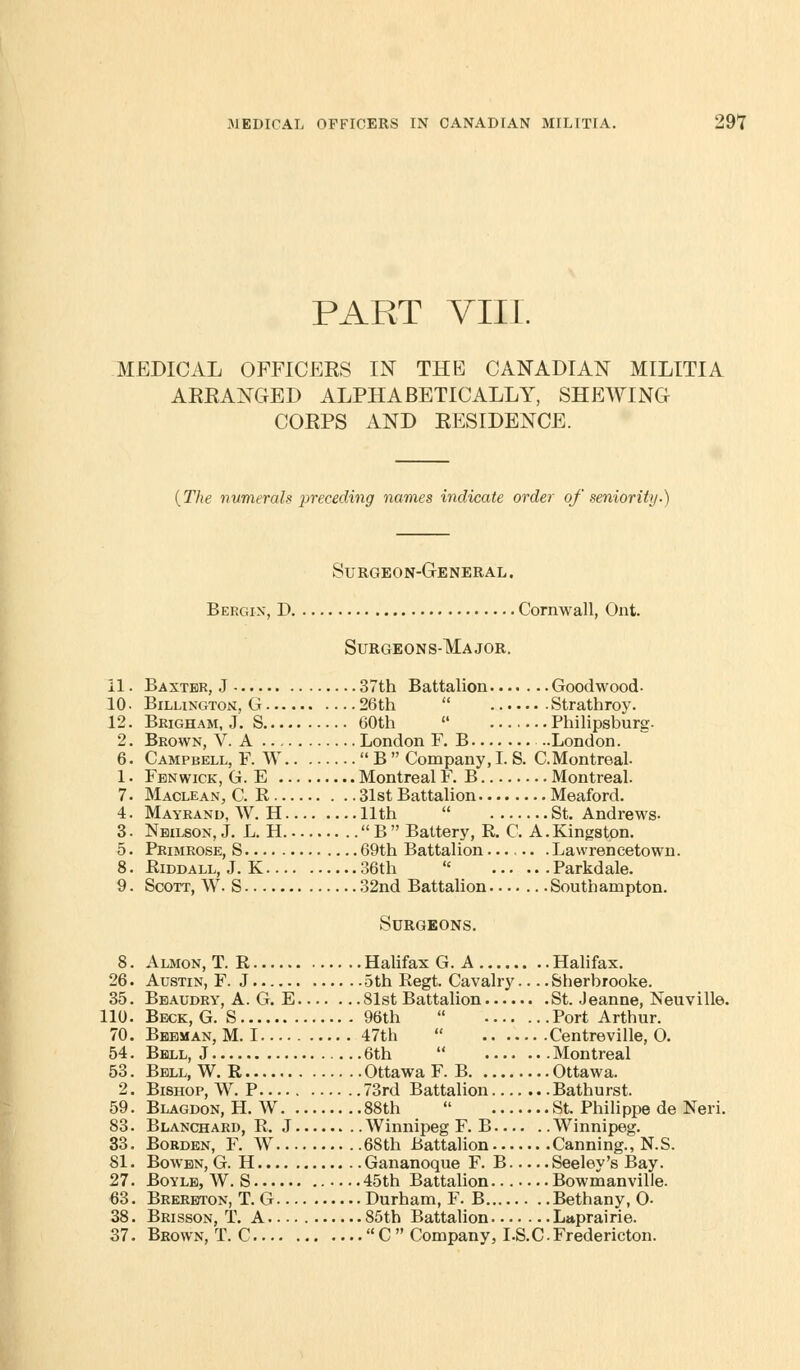 MEDICAL OFFICERS IN CANADIAN MILITIA. 297
PART VIII.
MEDICAL OFFICERS IN THE CANADIAN MILITIA
ARRANGED ALPHABETICALLY, SHEWING
CORPS AND RESIDENCE.
(The numerals preceding names indicate order of seniority.)
SURGEON-GENERAL.
BERGIN, D. Cornwall, Ont.
SURGEONS-MAJOR.
11. BAXTER, J. 37th Battalion. Goodwood.
10. BILLINGTON, G. 26th " Strathroy.
12. BRIGHAM, J. S. 60th " Philipsburg.
2. BROWN, V. A. London F. B. London.
6. CAMPBELL, F. W. "B" Company, I. S. C. Montreal.
1. FENWICK, G. E. Montreal F. B. Montreal.
7. MACLEAN, C. R. 31st Battalion. Meaford.
4. MAYRAND, W. H. 11th " St. Andrews.
3. NEILSON, J. L. H. "B" Battery, R. C. A. Kingston.
5. PRIMROSE, S. 69th Battalion. Lawrencetown.
8. RIDDALL, J. K. 36th " Parkdale.
9. SCOTT, W. S. 32nd Battalion. Southampton.
SURGEONS.
8. ALMON, T. R. Halifax G. A. Halifax.
26. AUSTIN, F. J. 5th Regt. Cavalry. Sherbrooke.
35. BEAUDRY, A. G. E. 81st Battalion. St. Jeanne, Neuville.
110. BECK, G. S. 96th " Port Arthur.
70. BEEMAN, M. I. 47th " Centreville, O.
54. BELL, J. 6th " Montreal
53. BELL, W. R. Ottawa F. B. Ottawa.
2. BISHOP, W. P. 73rd Battalion. Bathurst.
59. BLAGDON, H. W. 88th " St. Philippe de Neri.
83. BLANCHARD, R. J. Winnipeg F. B. Winnipeg.
33. BORDEN, F. W. 68th Battalion. Canning., N.S.
81. BOWEN, G. H. Gananoque F. B. Seeley's Bay.
27. BOYLE, W. S. 45th Battalion. Bowmanville.
63. BRERETON, T. G. Durham, F. B. Bethany, O.
38. BRISSON, T. A. 85th Battalion. Laprairie.
37. BROWN, T. C. "C" Company, I.S.C. Fredericton.